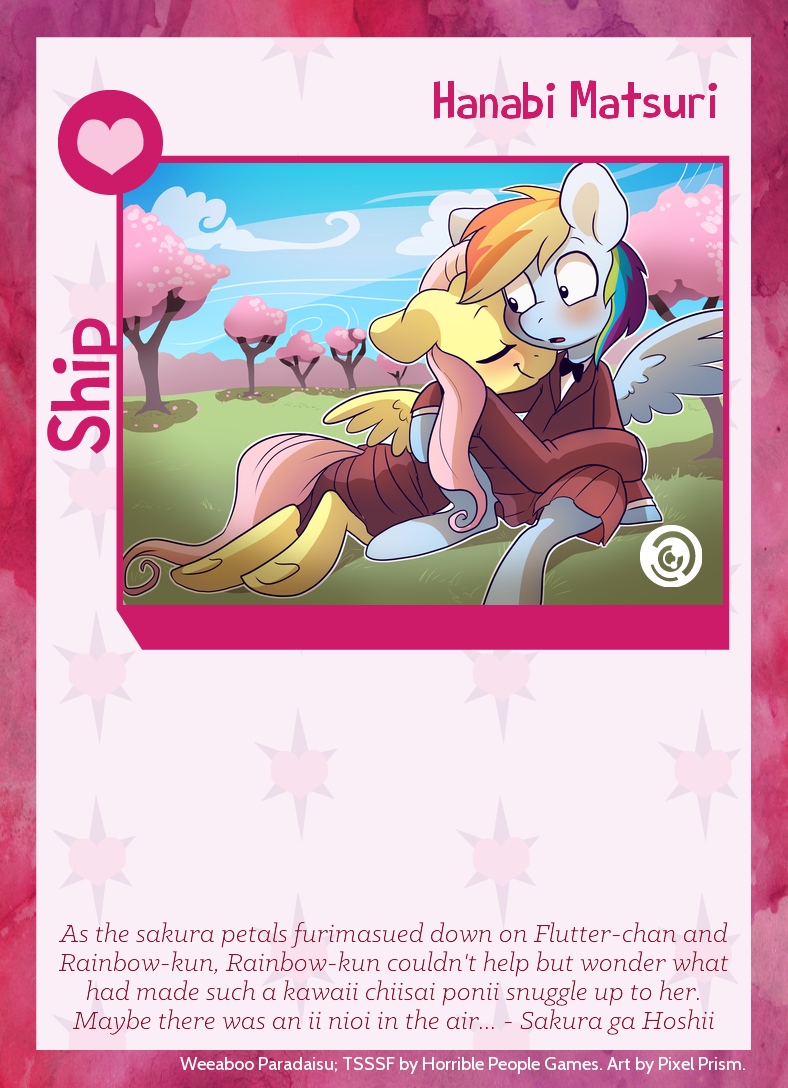 Hanabi Matsuri
Ship
As the sakura petals furimasued down on Flutter-chan and
Rainbow-kun, Rainbow-kun couldn't help but wonder what
had made such a kawaii chiisai ponii snuggle up to her.
Maybe there was an ii nioi in the air... - Sakura ga Hoshii
Weeaboo Paradaisu; TSSSF by Horrible People Games. Art by Pixel Prism.